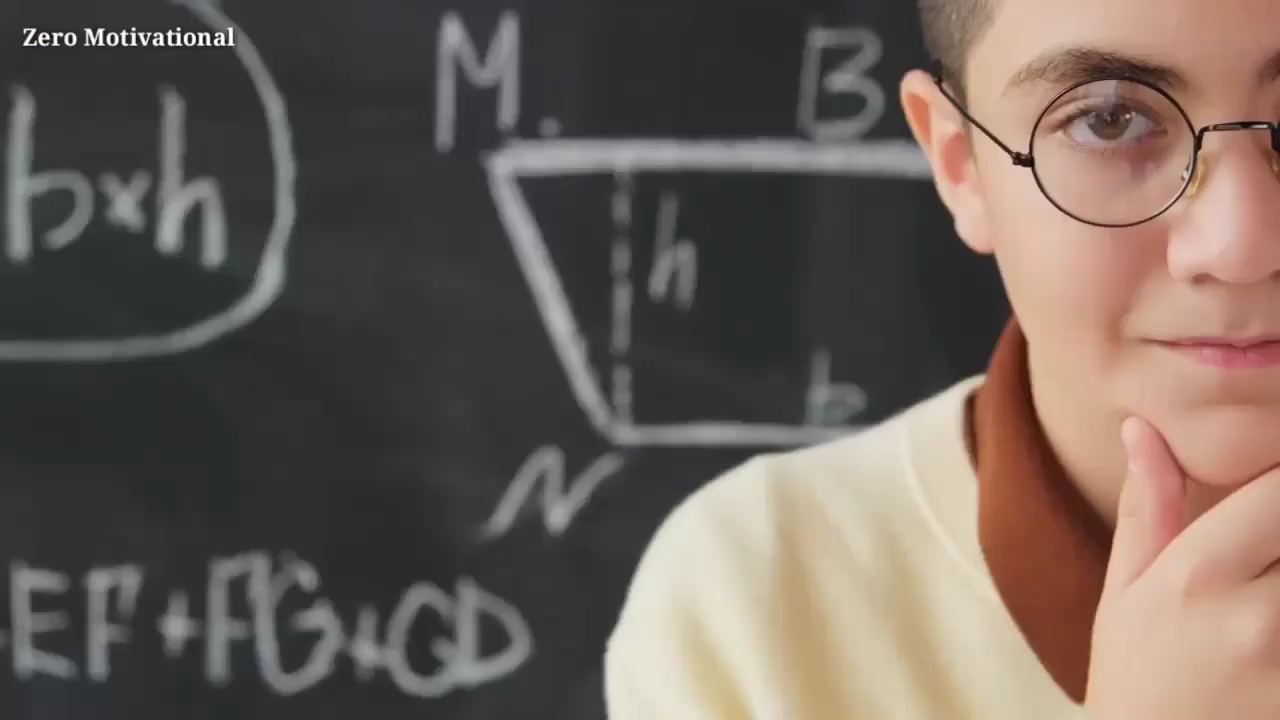 Zero Motivational
M. B
b×h
h
b
N
EF+FG+GD